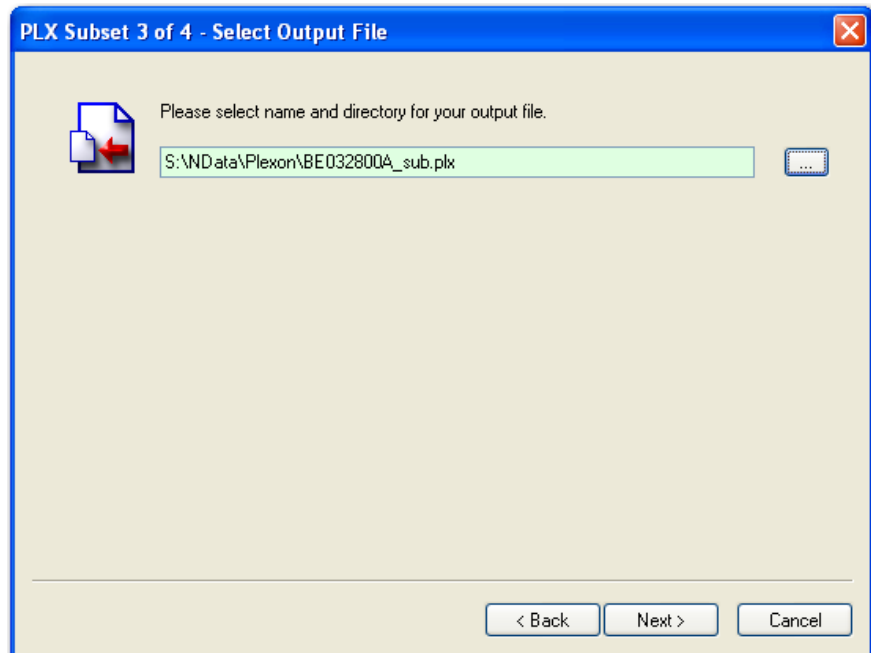 PLX Subset 3 of 4 - Select Output File
Please select name and directory for your output file.
S:\NData\Plexon\BE032800A_sub.plx
...
< Back
Next >
Cancel